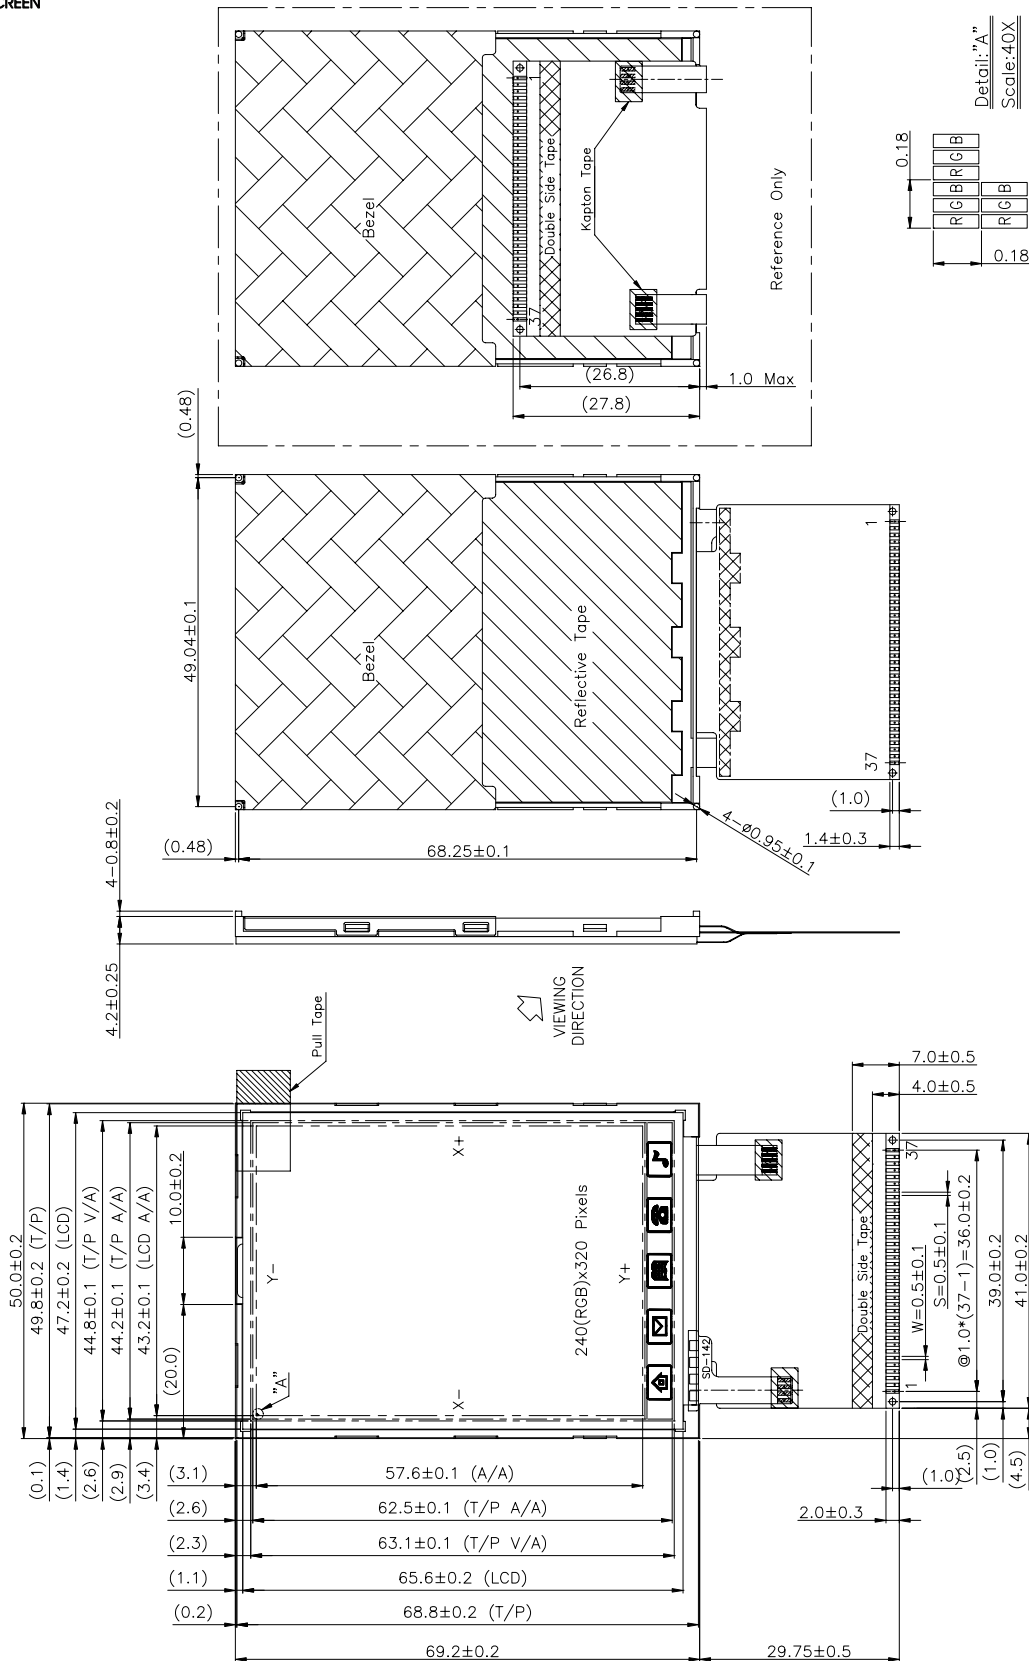 CREEN
Bezel
1
37
Double Side Tape
Kapton Tape
Reference Only
(26.8)
1.0 Max
(27.8)
Detail:"A"
Scale:40X
0.18
R G B R G B
R G B
0.18
(0.48)
49.04±0.1
Bezel
Reflective Tape
1
37
(1.0)
1.4±0.3
4-ø0.95±0.1
(0.48)
68.25±0.1
4-0.8±0.2
4.2±0.25
VIEWING
DIRECTION
Pull Tape
50.0±0.2
49.8±0.2 (T/P)
47.2±0.2 (LCD)
44.8±0.1 (T/P V/A)
44.2±0.1 (T/P A/A)
43.2±0.1 (LCD A/A)
10.0±0.2
(20.0)
(0.1)
(1.4)
(2.6)
(2.9)
(3.4)
"A"
Y-
X+
X-
Y+
240(RGB)x320 Pixels
SD-142
7.0±0.5
4.0±0.5
Double Side Tape
37
1
W=0.5±0.1
S=0.5±0.1
@1.0*(37-1)=36.0±0.2
39.0±0.2
41.0±0.2
(2.5)
(1.0)
(4.5)
(1.0)
2.0±0.3
(3.1)
57.6±0.1 (A/A)
(2.6)
62.5±0.1 (T/P A/A)
(2.3)
63.1±0.1 (T/P V/A)
(1.1)
65.6±0.2 (LCD)
(0.2)
68.8±0.2 (T/P)
69.2±0.2
29.75±0.5